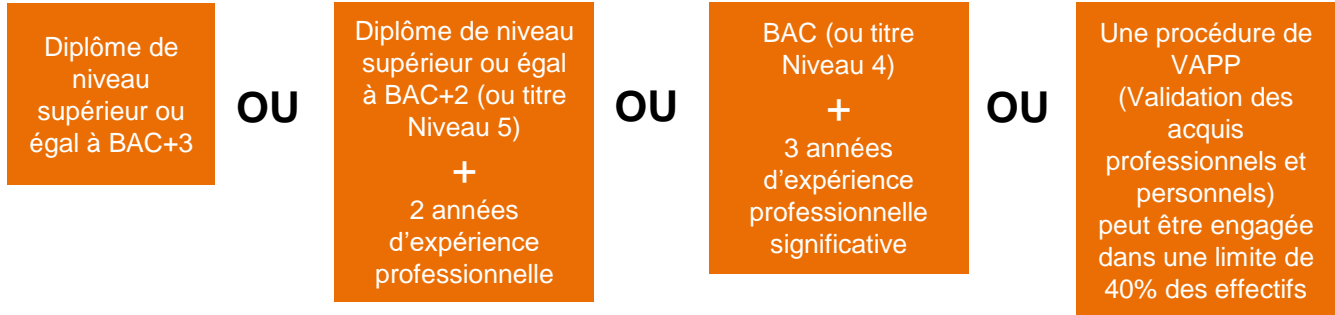 Diplôme de
niveau
supérieur ou
égal à BAC+3
OU
Diplôme de niveau
supérieur ou égal
à BAC+2 (ou titre
Niveau 5)
+
2 années
d’expérience
professionnelle
OU
BAC (ou titre
Niveau 4)
+
3 années
d’expérience
professionnelle
significative
OU
Une procédure de
VAPP
(Validation des
acquis
professionnels et
personnels)
peut être engagée
dans une limite de
40% des effectifs